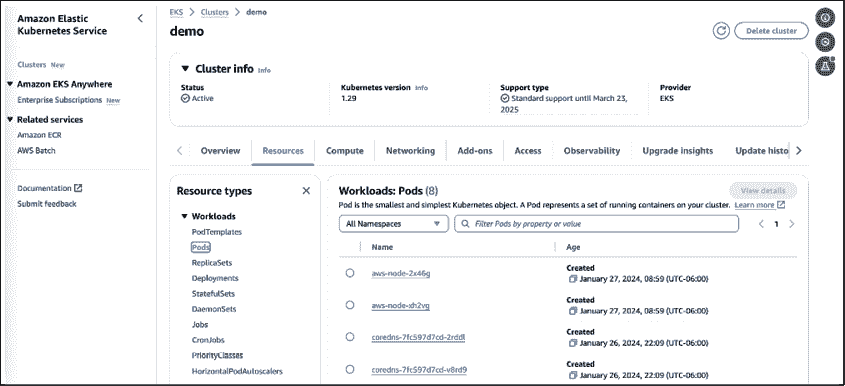 Amazon Elastic
Kubernetes Service
Clusters New
Amazon EKS Anywhere
Enterprise Subscriptions New
Related services
Amazon ECR
AWS Batch
Documentation
Submit feedback
EKS > Clusters > demo
demo
Delete cluster
Cluster info Info
Status
Active
Kubernetes version Info
1.29
Support type
Standard support until March 23,
2025
Provider
EKS
Overview Resources Compute Networking Add-ons Access Observability Upgrade insights Update histo
Resource types
Workloads
PodTemplates
Pods
ReplicaSets
Deployments
StatefulSets
DaemonSets
Jobs
CronJobs
PriorityClasses
HorizontalPodAutoscalers
Workloads: Pods (8)
View details
Pod is the smallest and simplest Kubernetes object. A Pod represents a set of running containers on your cluster. Learn more
All Namespaces
Filter Pods by property or value
1
Name Age
aws-node-2x46g
Created
January 27, 2024, 08:59 (UTC-06:00)
aws-node-xh2vg
Created
January 27, 2024, 08:59 (UTC-06:00)
coredns-7fc597d7cd-2rddl
Created
January 26, 2024, 22:09 (UTC-06:00)
coredns-7fc597d7cd-v8rd9
Created
January 26, 2024, 22:09 (UTC-06:00)